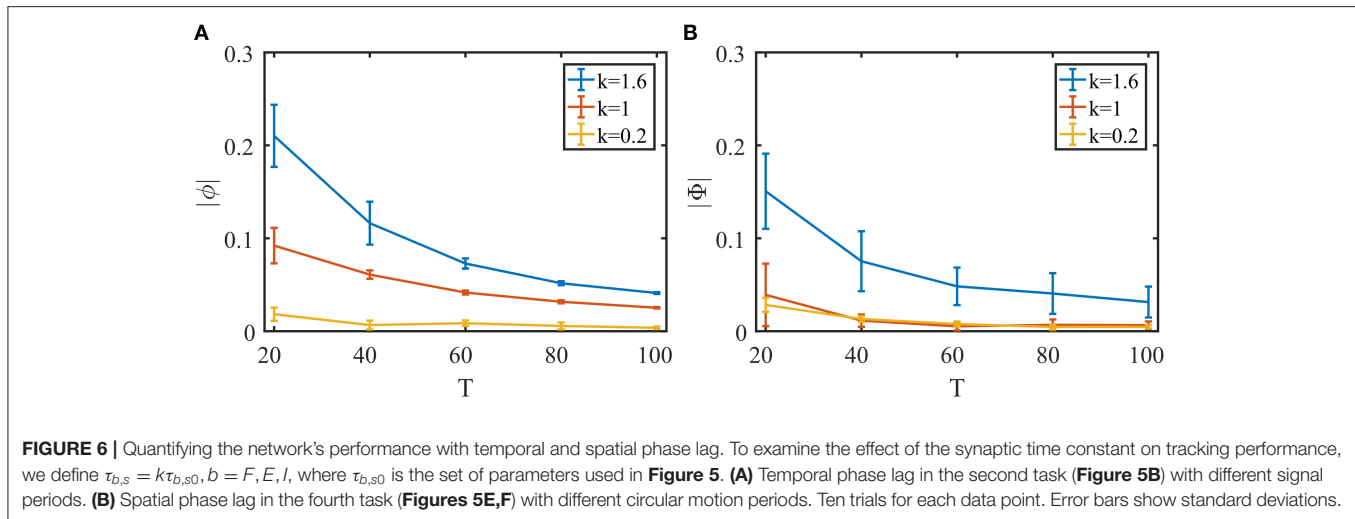 A
0.3
0.2
0.1
0
|ϕ|
k=1.6
k=1
k=0.2
20 40 60 80 100
T
B
0.3
0.2
0.1
0
|Φ|
k=1.6
k=1
k=0.2
20 40 60 80 100
T
FIGURE 6 | Quantifying the network's performance with temporal and spatial phase lag. To examine the effect of the synaptic time constant on tracking performance,
we define τb,s = kτb,s0, b = F, E, I, where τb,s0 is the set of parameters used in Figure 5. (A) Temporal phase lag in the second task (Figure 5B) with different signal
periods. (B) Spatial phase lag in the fourth task (Figures 5E,F) with different circular motion periods. Ten trials for each data point. Error bars show standard deviations.